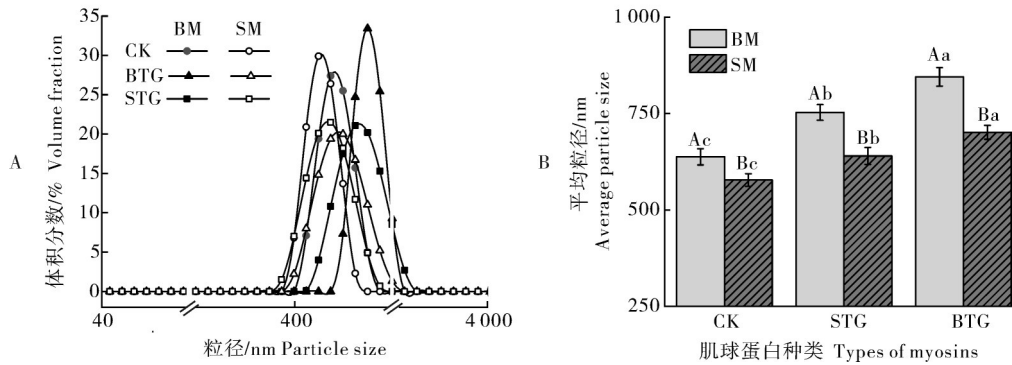 A
体积分数/% Volume fraction
35
30
25
20
15
10
5
0
BM SM
CK
BTG
STG
40 400 4 000
粒径/nm Particle size
B
平均粒径/nm
Average particle size
1 000
750
500
250
BM
SM
Ac Bc Ab Bb Aa Ba
CK STG BTG
肌球蛋白种类 Types of myosins